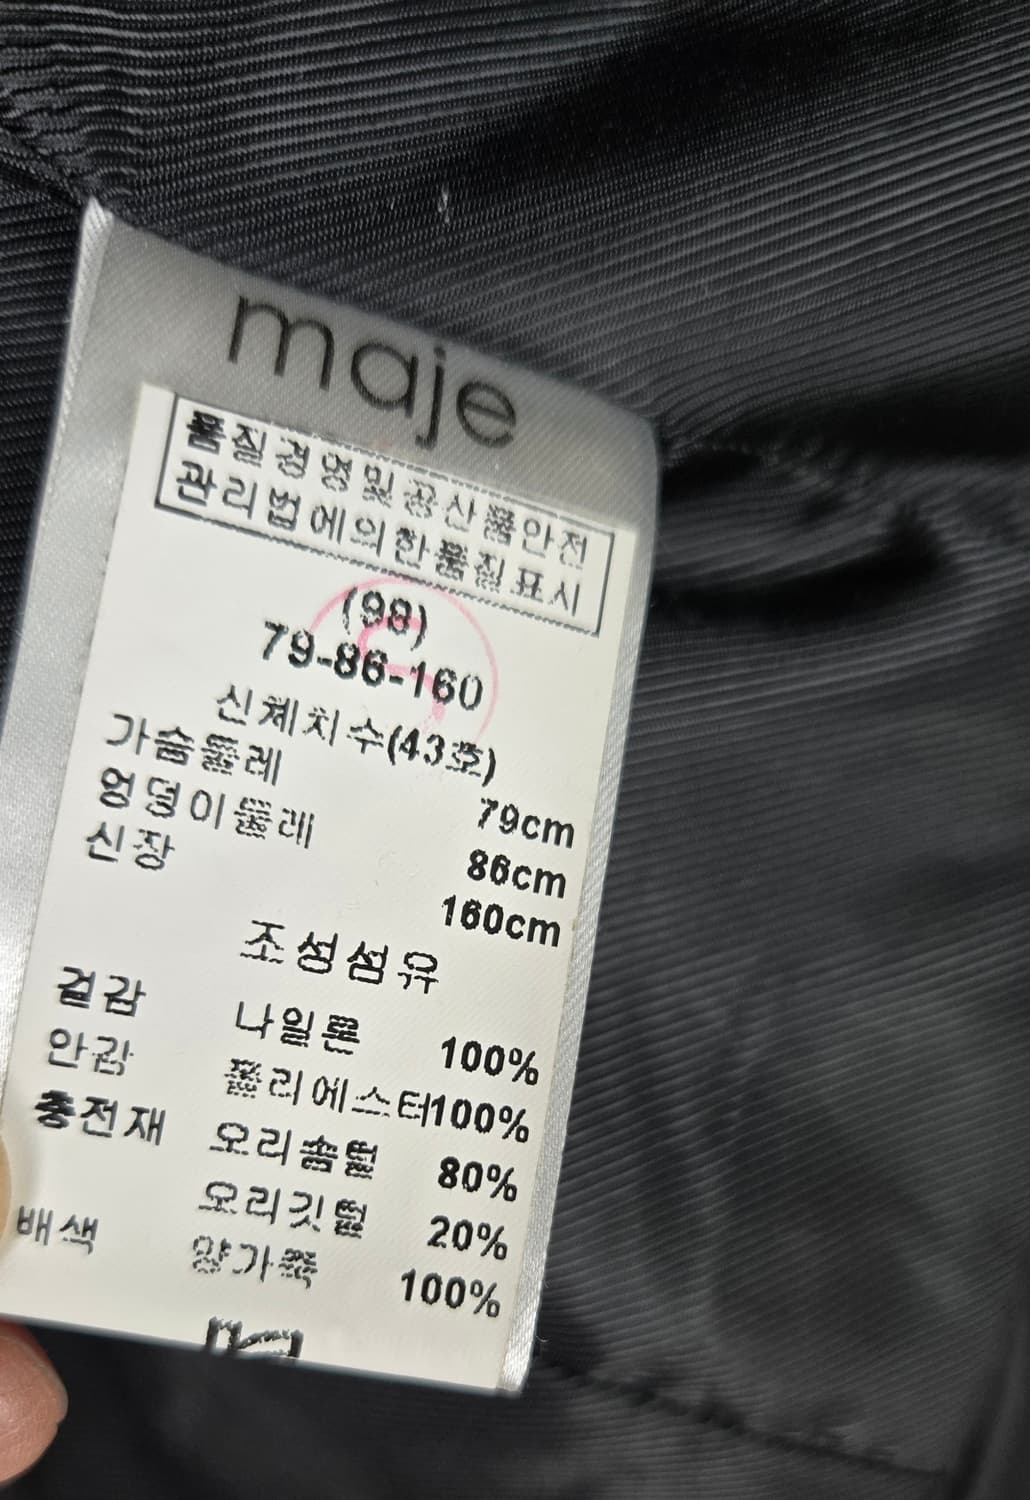 maje
품질경영및공산품안전
관리법에의한품질표시
(98)
79-86-160
신체치수(43호)
가슴둘레 79cm
엉덩이둘레 86cm
신장 160cm
조성섬유
겉감 나일론 100%
안감 폴리에스터100%
충전재 오리솜털 80%
오리깃털 20%
배색 양가죽 100%